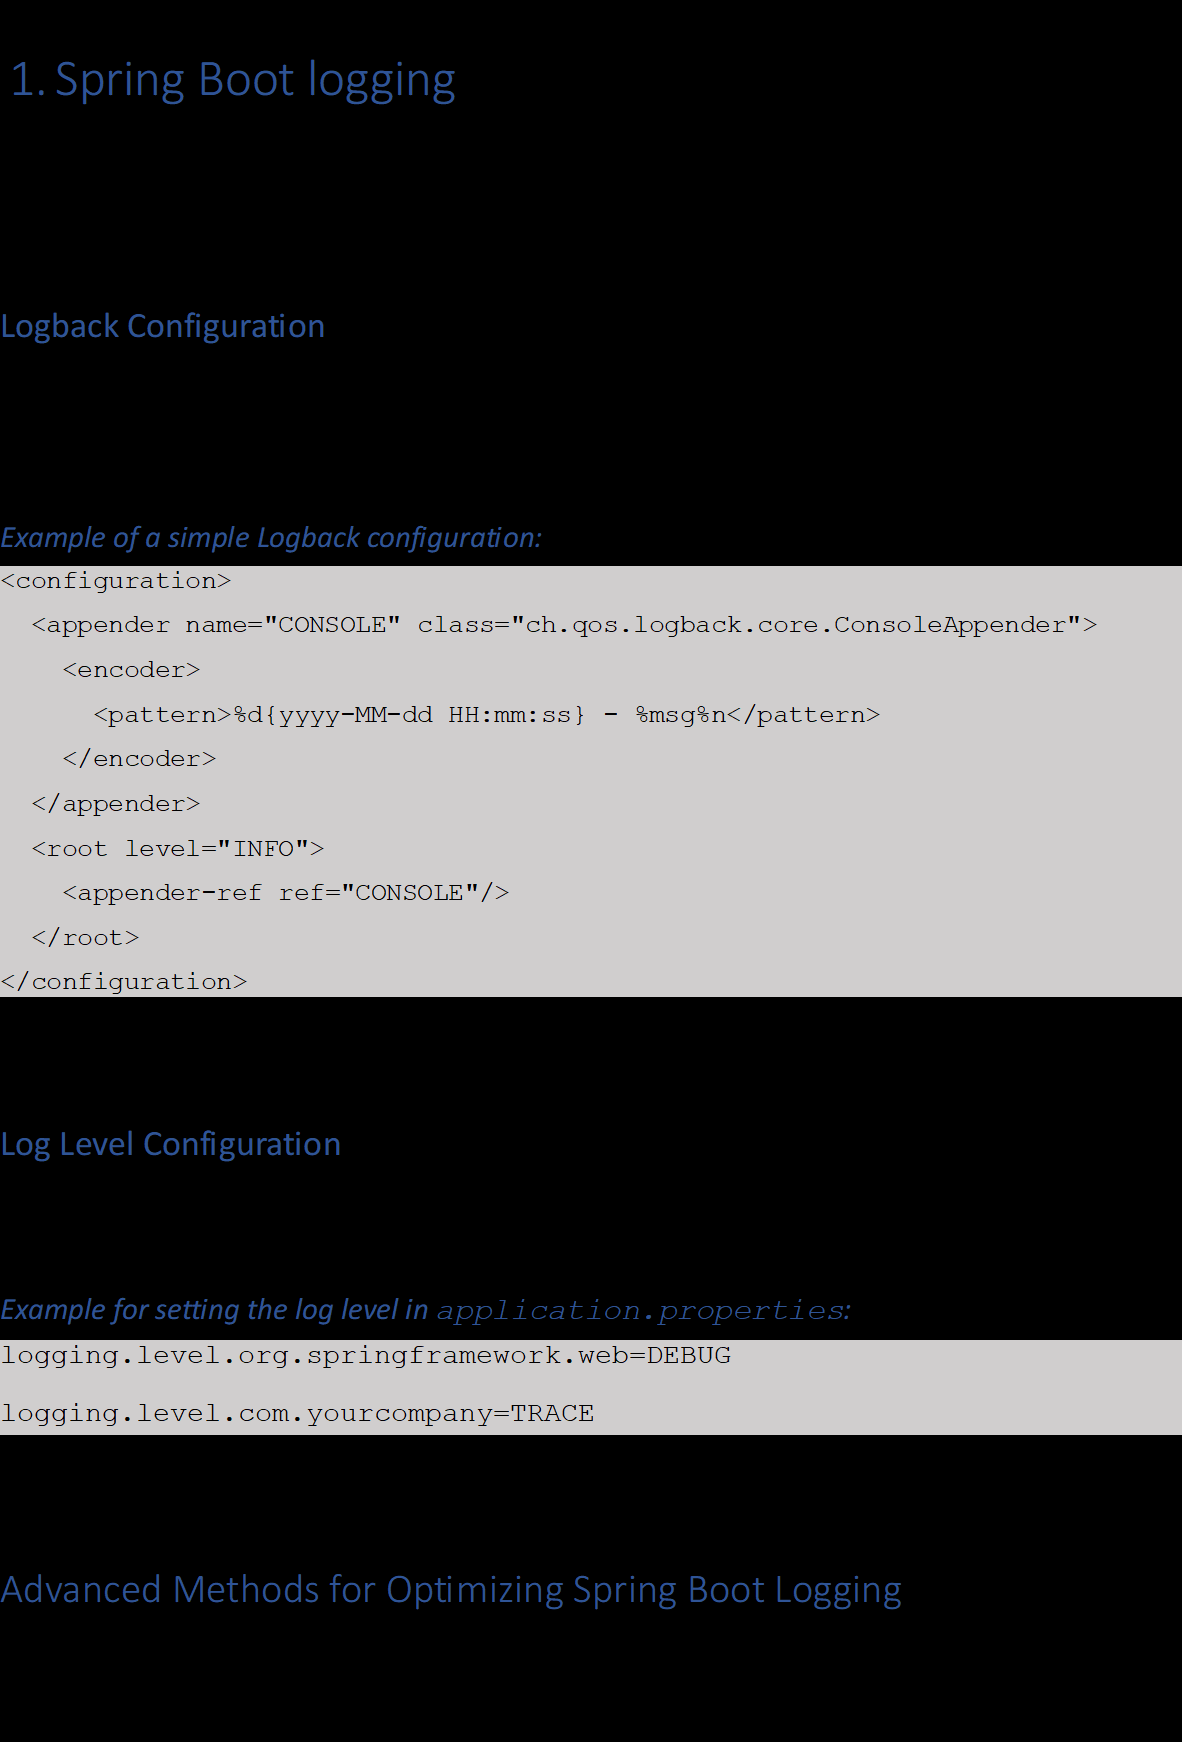 1. Spring Boot logging
Logback Configuration
Example of a simple Logback configuration:
<configuration>
  <appender name="CONSOLE" class="ch.qos.logback.core.ConsoleAppender">
    <encoder>
      <pattern>%d{yyyy-MM-dd HH:mm:ss} - %msg%n</pattern>
    </encoder>
  </appender>
  <root level="INFO">
    <appender-ref ref="CONSOLE"/>
  </root>
</configuration>
Log Level Configuration
Example for setting the log level in application.properties:
logging.level.org.springframework.web=DEBUG
logging.level.com.yourcompany=TRACE
Advanced Methods for Optimizing Spring Boot Logging